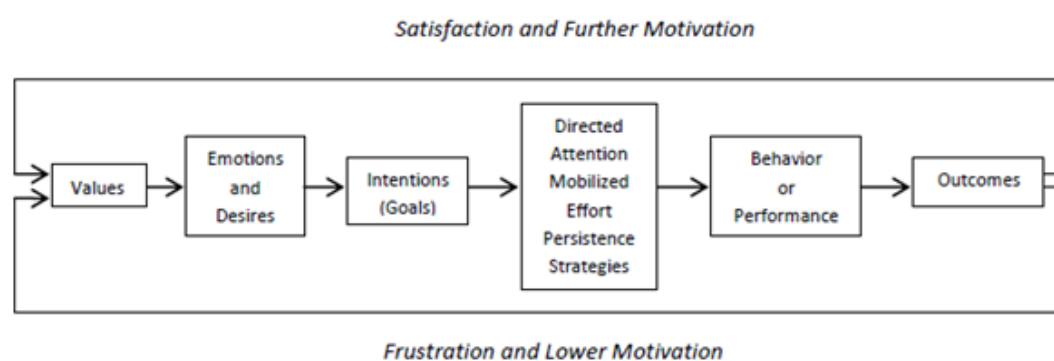 Satisfaction and Further Motivation
Values
Emotions
and
Desires
Intentions
(Goals)
Directed
Attention
Mobilized
Effort
Persistence
Strategies
Behavior
or
Performance
Outcomes
Frustration and Lower Motivation